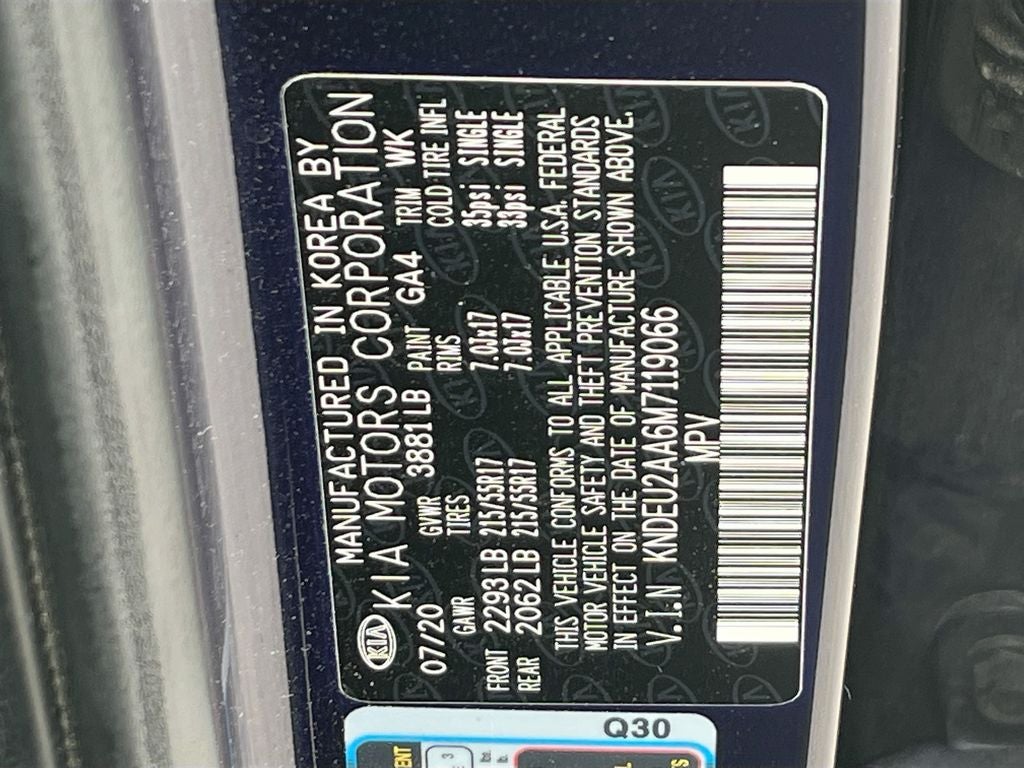 MANUFACTURED IN KOREA BY
KIA KIA MOTORS CORPORATION
07/20 GVWR 3881LB PAINT GA4 TRIM WK
GAWR TIRES RIMS COLD TIRE INFL
FRONT 2293 LB 215/55R17 7.0Jx17 35psi SINGLE
REAR 2062 LB 215/55R17 7.0Jx17 33psi SINGLE
THIS VEHICLE CONFORMS TO ALL APPLICABLE U.S.A. FEDERAL
MOTOR VEHICLE SAFETY AND THEFT PREVENTION STANDARDS
IN EFFECT ON THE DATE OF MANUFACTURE SHOWN ABOVE.
V.I.N KNDEU2AA6M7119066
MPV
Q30